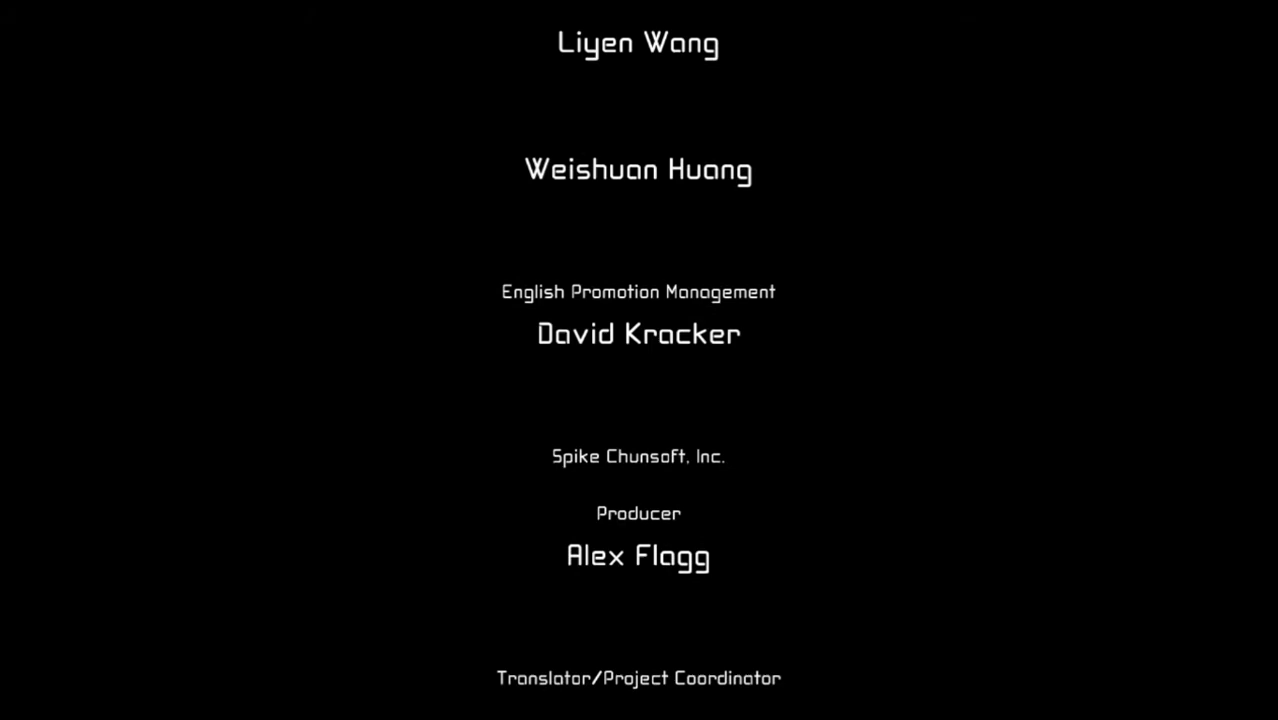 Liyen Wang
Weishuan Huang
English Promotion Management
David Kracker
Spike Chunsoft, Inc.
Producer
Alex Flagg
Translator/Project Coordinator